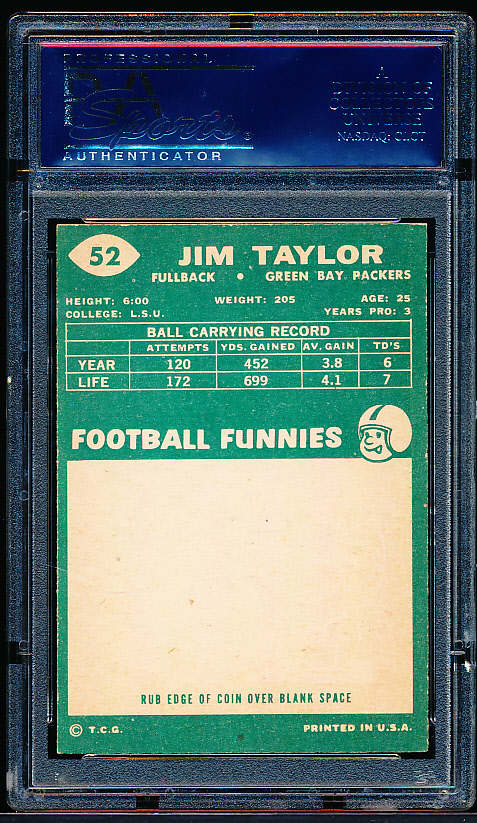 PROFESSIONAL
PSA
Sports
AUTHENTICATOR
A
DIVISION OF
COLLECTORS
UNIVERSE
NASDAQ: CLCT
52
JIM TAYLOR
FULLBACK • GREEN BAY PACKERS
HEIGHT: 6:00 WEIGHT: 205 AGE: 25
COLLEGE: L.S.U. YEARS PRO: 3
BALL CARRYING RECORD
ATTEMPTS YDS. GAINED AV. GAIN TD'S
YEAR 120 452 3.8 6
LIFE 172 699 4.1 7
FOOTBALL FUNNIES
RUB EDGE OF COIN OVER BLANK SPACE
© T.C.G. PRINTED IN U.S.A.